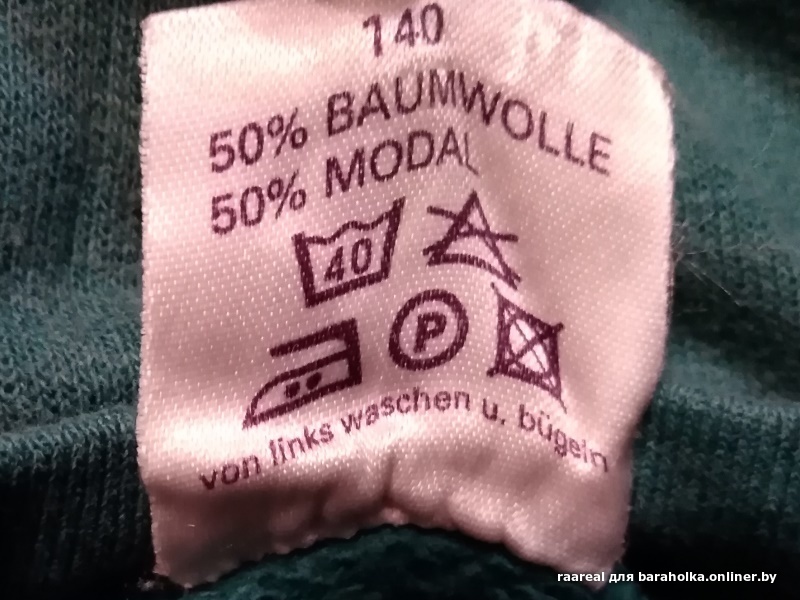 140
50% BAUMWOLLE
50% MODAL
40
P
von links waschen u. bügeln
raareal для baraholka.onliner.by